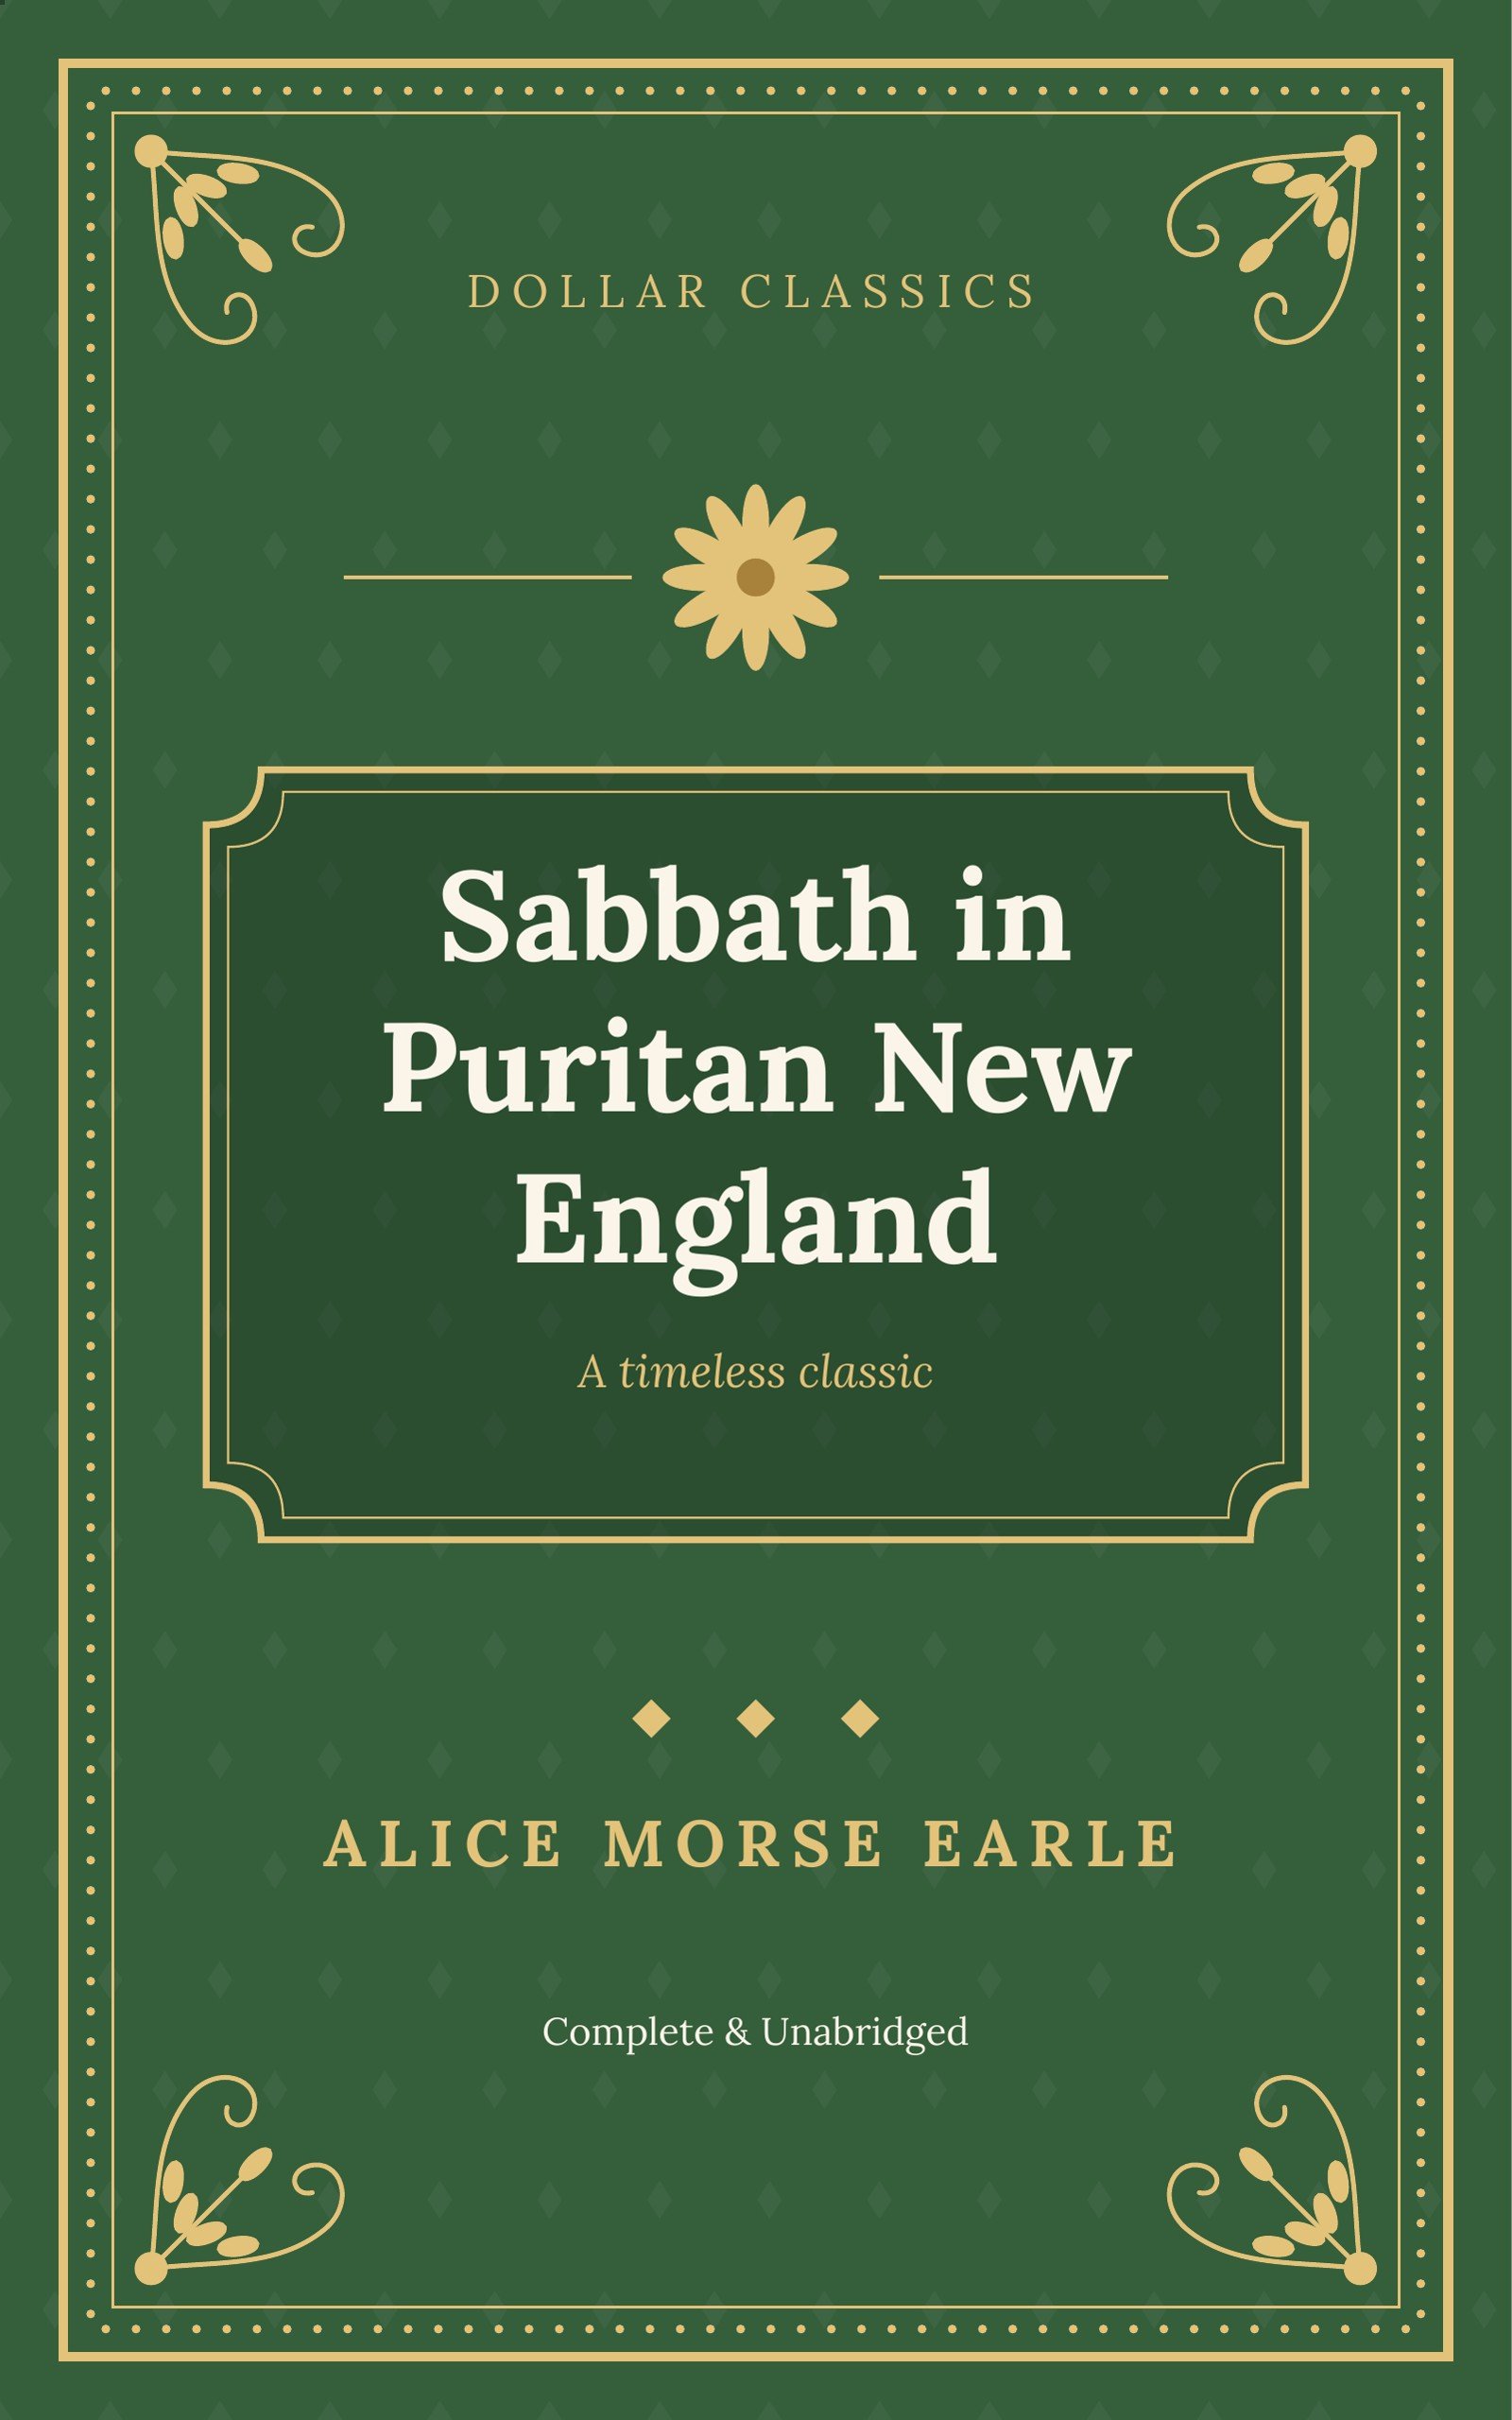 DOLLAR CLASSICS
Sabbath in
Puritan New
England
A timeless classic
ALICE MORSE EARLE
Complete & Unabridged